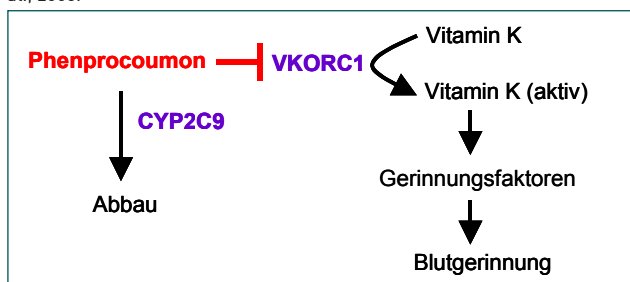 Phenprocoumon
VKORC1
Vitamin K
Vitamin K (aktiv)
CYP2C9
Gerinnungsfaktoren
Abbau
Blutgerinnung